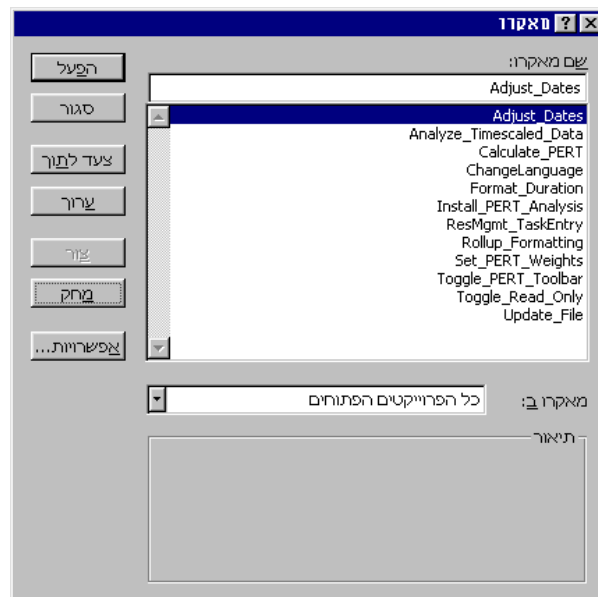 מאקרו
שם מאקרו:
Adjust_Dates
Adjust_Dates
Analyze_Timescaled_Data
Calculate_PERT
ChangeLanguage
Format_Duration
Install_PERT_Analysis
ResMgmt_TaskEntry
Rollup_Formatting
Set_PERT_Weights
Toggle_PERT_Toolbar
Toggle_Read_Only
Update_File
הפעל
סגור
צעד לתוך
ערוך
צור
מחק
אפשרויות...
מאקרו ב: כל הפרוייקטים הפתוחים
תיאור